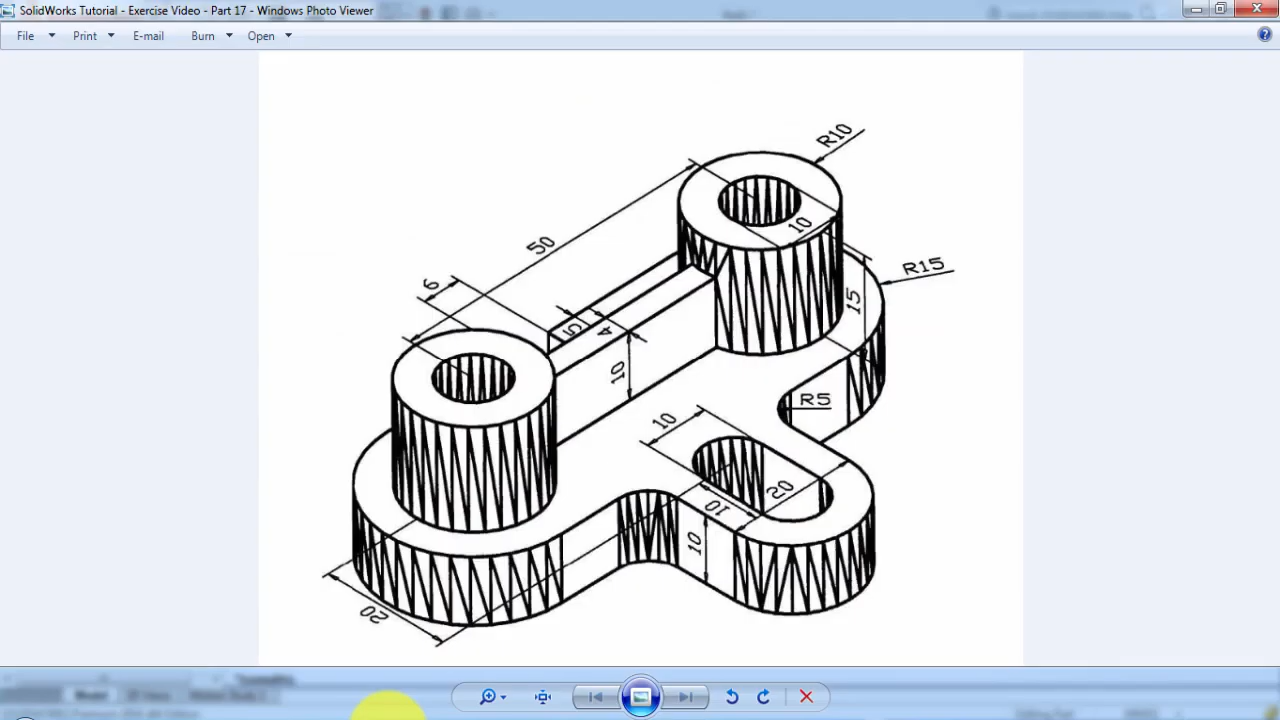 SolidWorks Tutorial - Exercise Video - Part 17 - Windows Photo Viewer
File Print E-mail Burn Open
R10
10
50
R15
6
15
5
4
10
R5
10
20
10
10
20